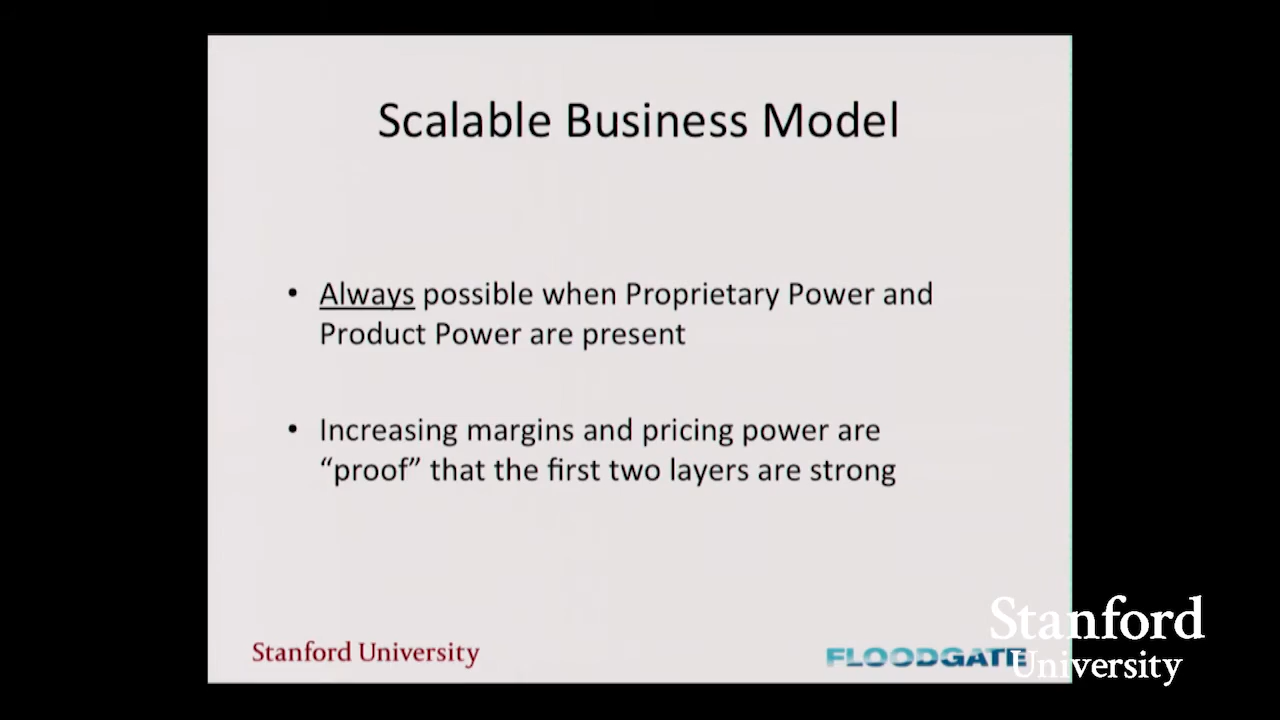 Scalable Business Model
• Always possible when Proprietary Power and
Product Power are present
• Increasing margins and pricing power are
“proof” that the first two layers are strong
Stanford University
FLOODGATE
Stanford
University